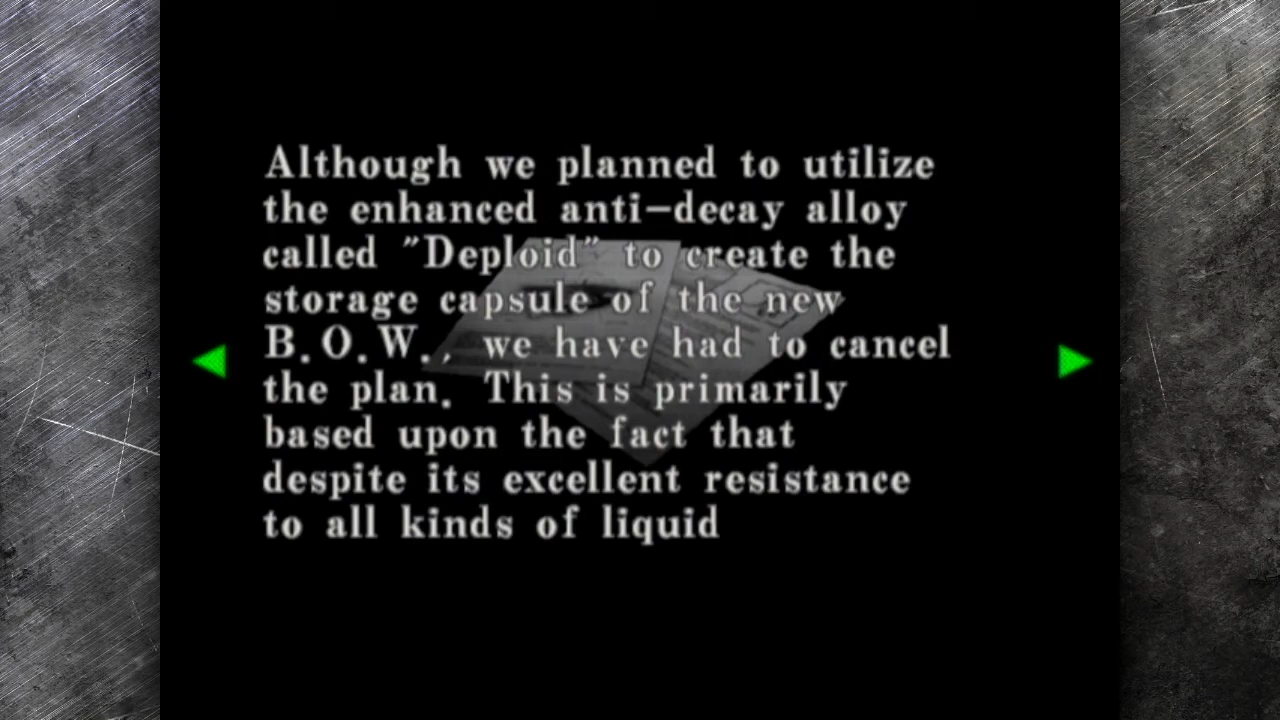 Although we planned to utilize
the enhanced anti-decay alloy
called "Deploid" to create the
storage capsule of the new
B.O.W., we have had to cancel
the plan. This is primarily
based upon the fact that
despite its excellent resistance
to all kinds of liquid